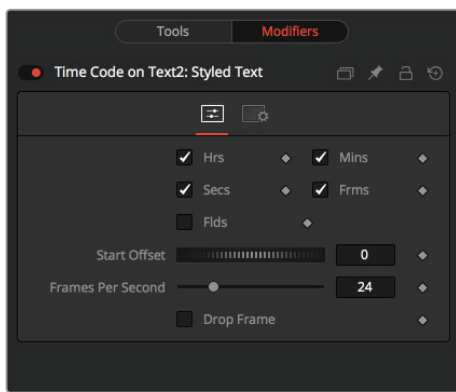 Tools Modifiers
Time Code on Text2: Styled Text
Hrs Mins
Secs Frms
Flds
Start Offset 0
Frames Per Second 24
Drop Frame